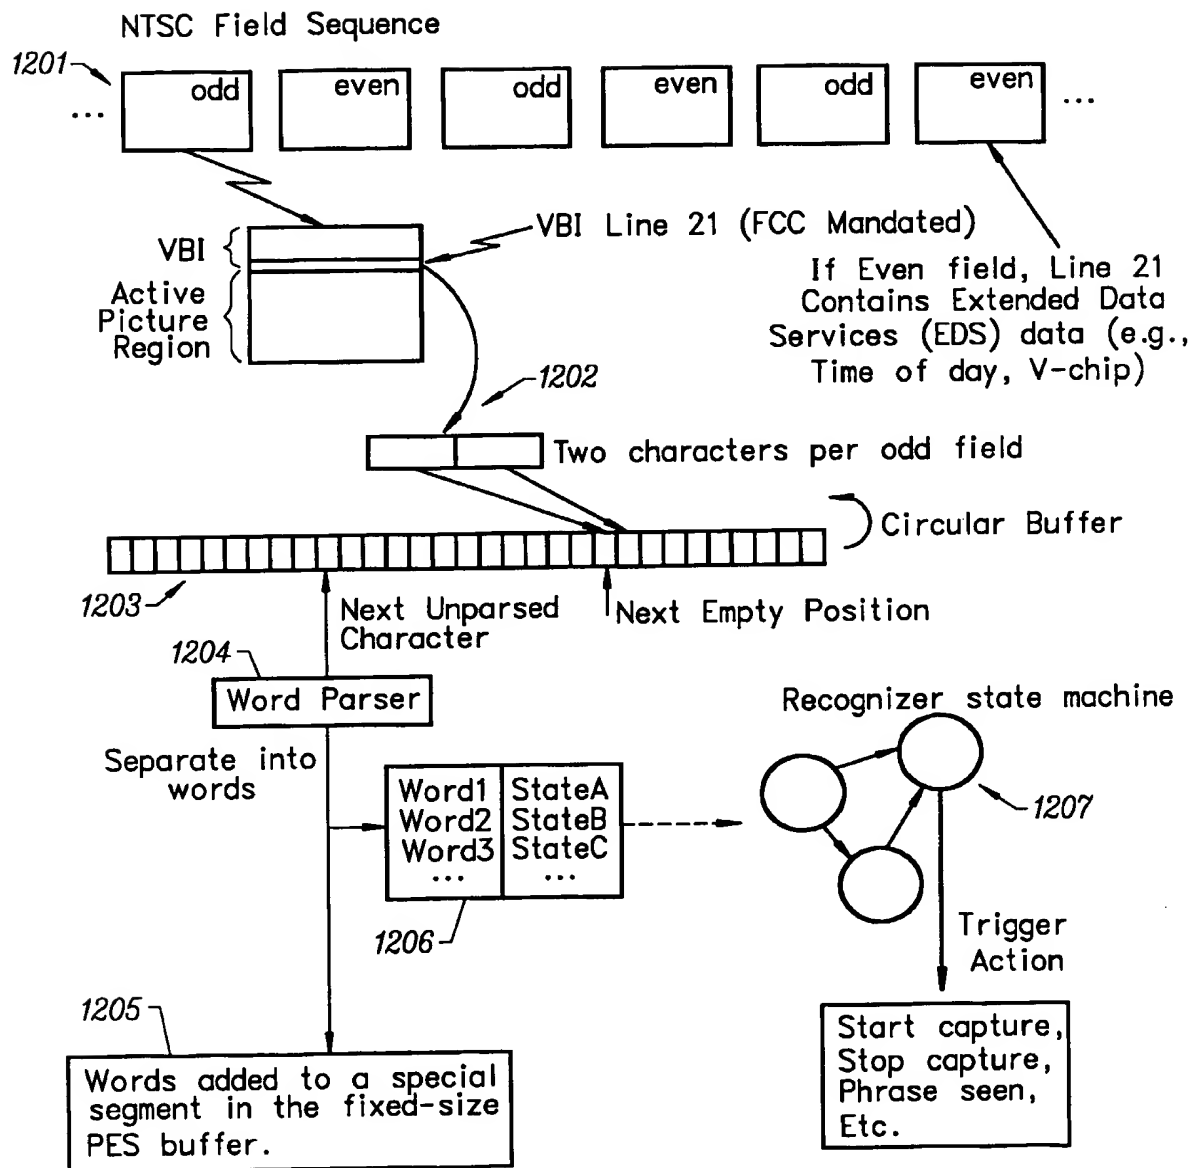 NTSC Field Sequence
1201
... odd even odd even odd even ...
VBI
VBI Line 21 (FCC Mandated)
Active
Picture
Region
If Even field, Line 21
Contains Extended Data
Services (EDS) data (e.g.,
Time of day, V-chip)
1202
Two characters per odd field
Circular Buffer
1203
Next Unparsed
Character
Next Empty Position
1204
Word Parser
Separate into
words
Word1 StateA
Word2 StateB
Word3 StateC
... ...
1206
Recognizer state machine
1207
Trigger
Action
Start capture,
Stop capture,
Phrase seen,
Etc.
1205
Words added to a special
segment in the fixed-size
PES buffer.